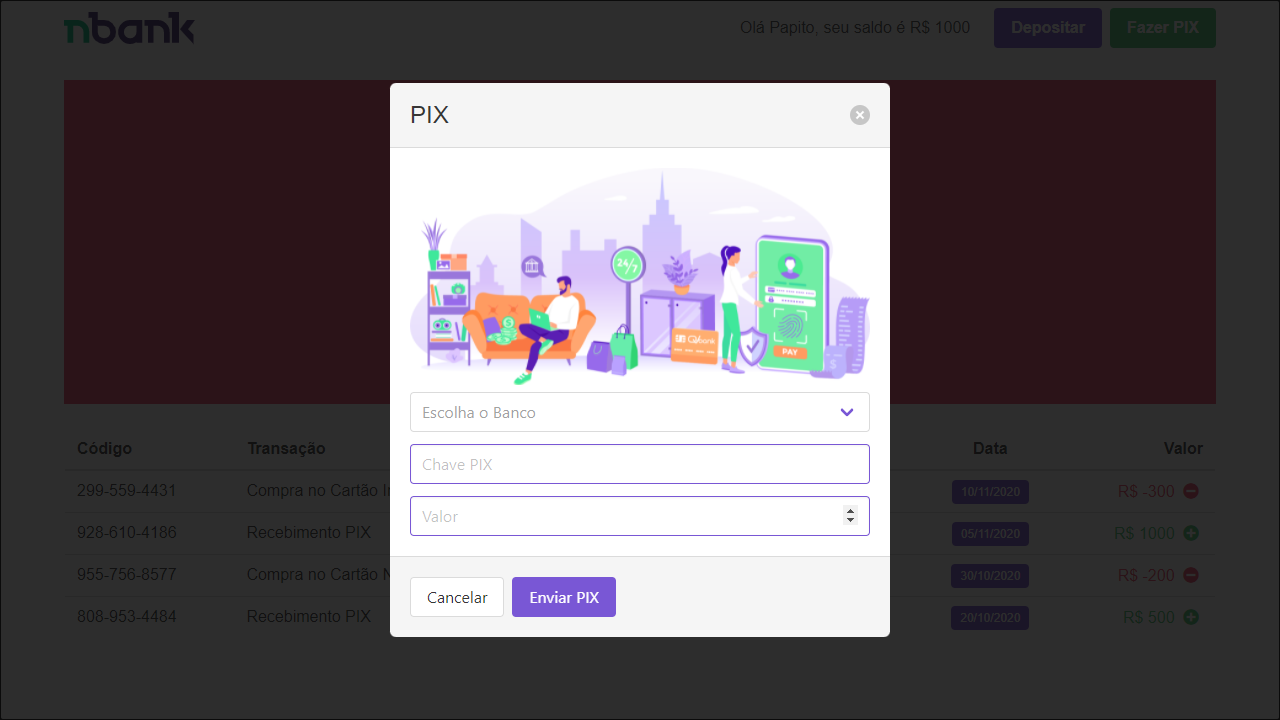 nbank
Olá Papito, seu saldo é R$ 1000
Depositar
Fazer PIX
PIX
24/7
bank
PAY
Escolha o Banco
Chave PIX
Valor
Cancelar
Enviar PIX
Código Transação Data Valor
299-559-4431 Compra no Cartão 10/11/2020 R$ -300
928-610-4186 Recebimento PIX 05/11/2020 R$ 1000
955-756-8577 Compra no Cartão 30/10/2020 R$ -200
808-953-4484 Recebimento PIX 20/10/2020 R$ 500